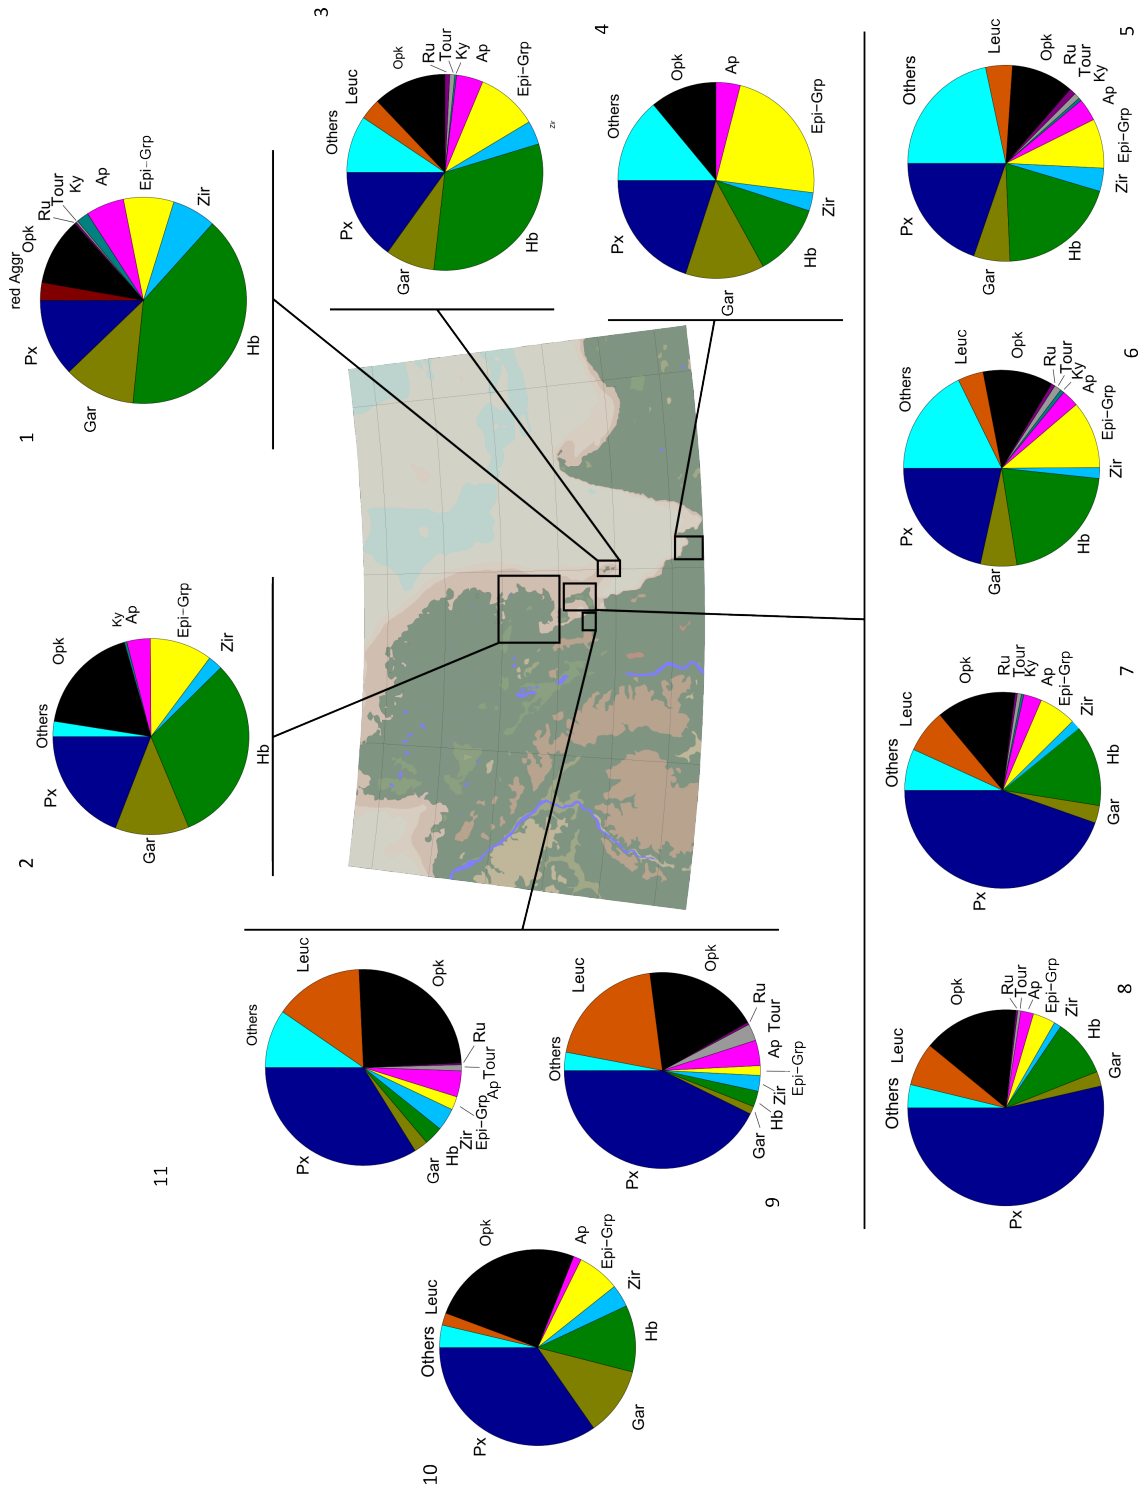 1
red Aggr
Opk
Ru
Tour
Ky
Ap
Epi-Grp
Zir
Hb
Gar
Px
2
Others
Opk
Ky
Ap
Epi-Grp
Zir
Hb
Gar
Px
3
Others
Leuc
Opk
Ru
Tour
Ky
Ap
Epi-Grp
Zir
Hb
Gar
Px
4
Others
Opk
Ap
Epi-Grp
Zir
Hb
Gar
Px
5
Others
Leuc
Opk
Ru
Tour
Ky
Ap
Epi-Grp
Zir
Hb
Gar
Px
6
Others
Leuc
Opk
Ru
Tour
Ky
Ap
Epi-Grp
Zir
Hb
Gar
Px
7
Others
Leuc
Opk
Ru
Tour
Ky
Ap
Epi-Grp
Zir
Hb
Gar
Px
8
Others
Leuc
Opk
Ru
Tour
Ap
Epi-Grp
Zir
Hb
Gar
Px
9
Others
Leuc
Opk
Ru
Tour
Ap
Epi-Grp
Zir
Hb
Gar
Px
10
Others
Leuc
Opk
Ap
Epi-Grp
Zir
Hb
Gar
Px
11
Others
Leuc
Opk
Ru
Tour
Ap
Epi-Grp
Zir
Hb
Gar
Px